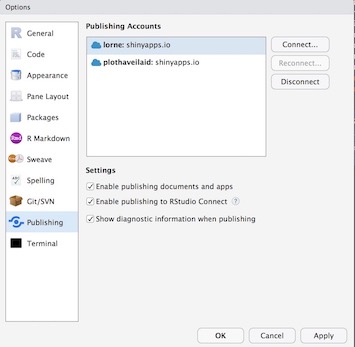 Options
General
Code
Appearance
Pane Layout
Packages
R Markdown
Sweave
Spelling
Git/SVN
Publishing
Terminal
Publishing Accounts
lorne: shinyapps.io
plothaveilaid: shinyapps.io
Connect...
Reconnect...
Disconnect
Settings
Enable publishing documents and apps
Enable publishing to RStudio Connect ?
Show diagnostic information when publishing
OK
Cancel
Apply